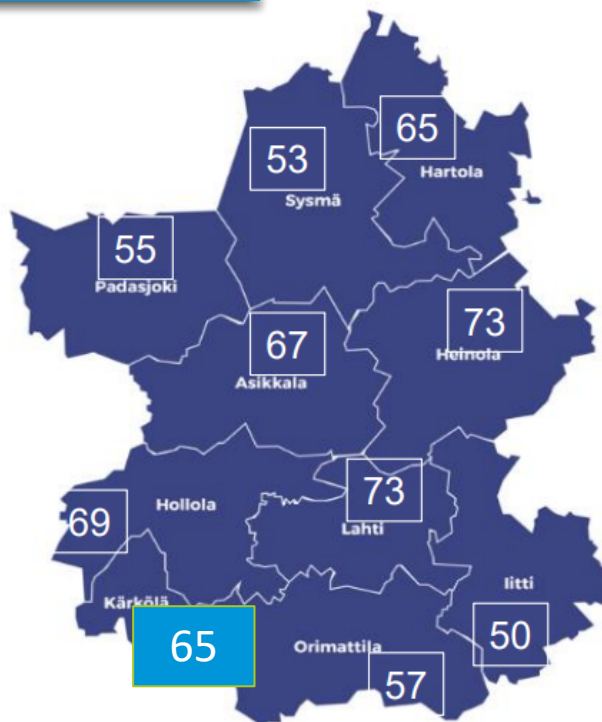 65
Hartola
53
Sysmä
55
Padasjoki
73
Heinola
67
Asikkala
73
Lahti
Hollola
69
Kärkölä
Iitti
65
Orimattila
50
57